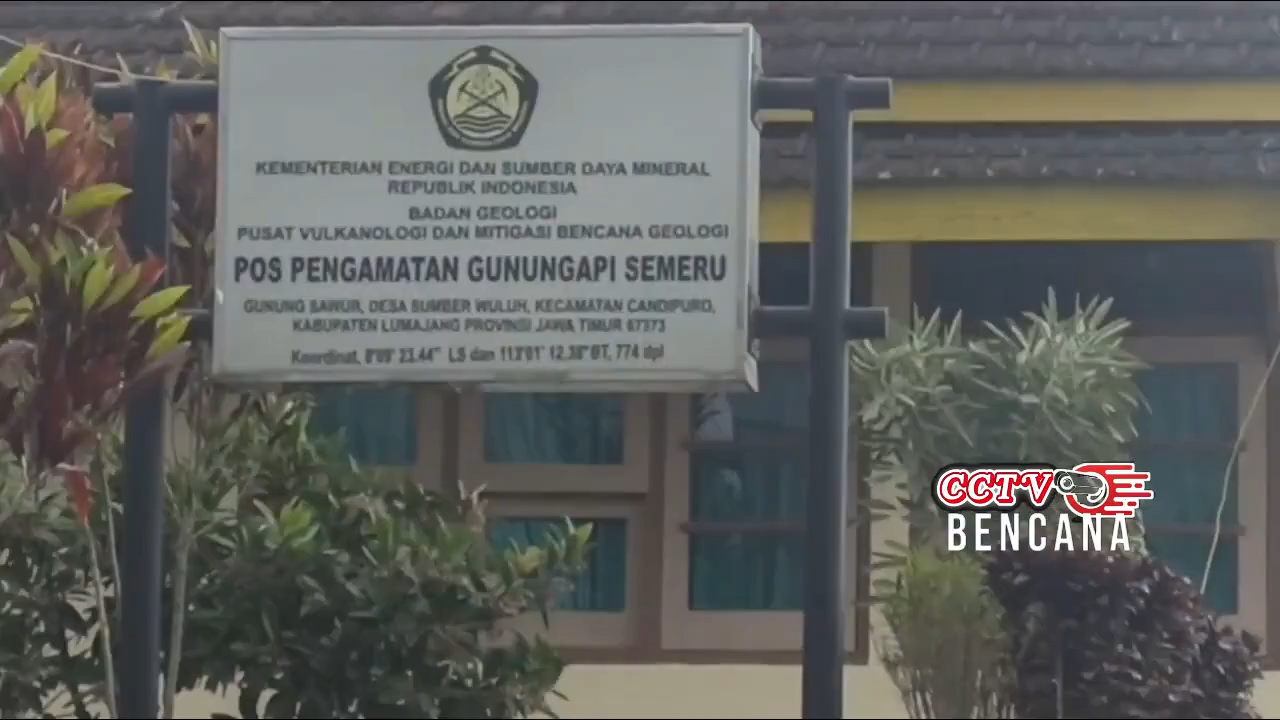 KEMENTERIAN ENERGI DAN SUMBER DAYA MINERAL
REPUBLIK INDONESIA
BADAN GEOLOGI
PUSAT VULKANOLOGI DAN MITIGASI BENCANA GEOLOGI
POS PENGAMATAN GUNUNGAPI SEMERU
GUNUNG SAWUR, DESA SUMBER WULUH, KECAMATAN CANDIPURO,
KABUPATEN LUMAJANG PROVINSI JAWA TIMUR 67373
Koordinat, 8°09' 23.44" LS dan 113°01' 12.38" BT, 774 dpl
CCTV
BENCANA